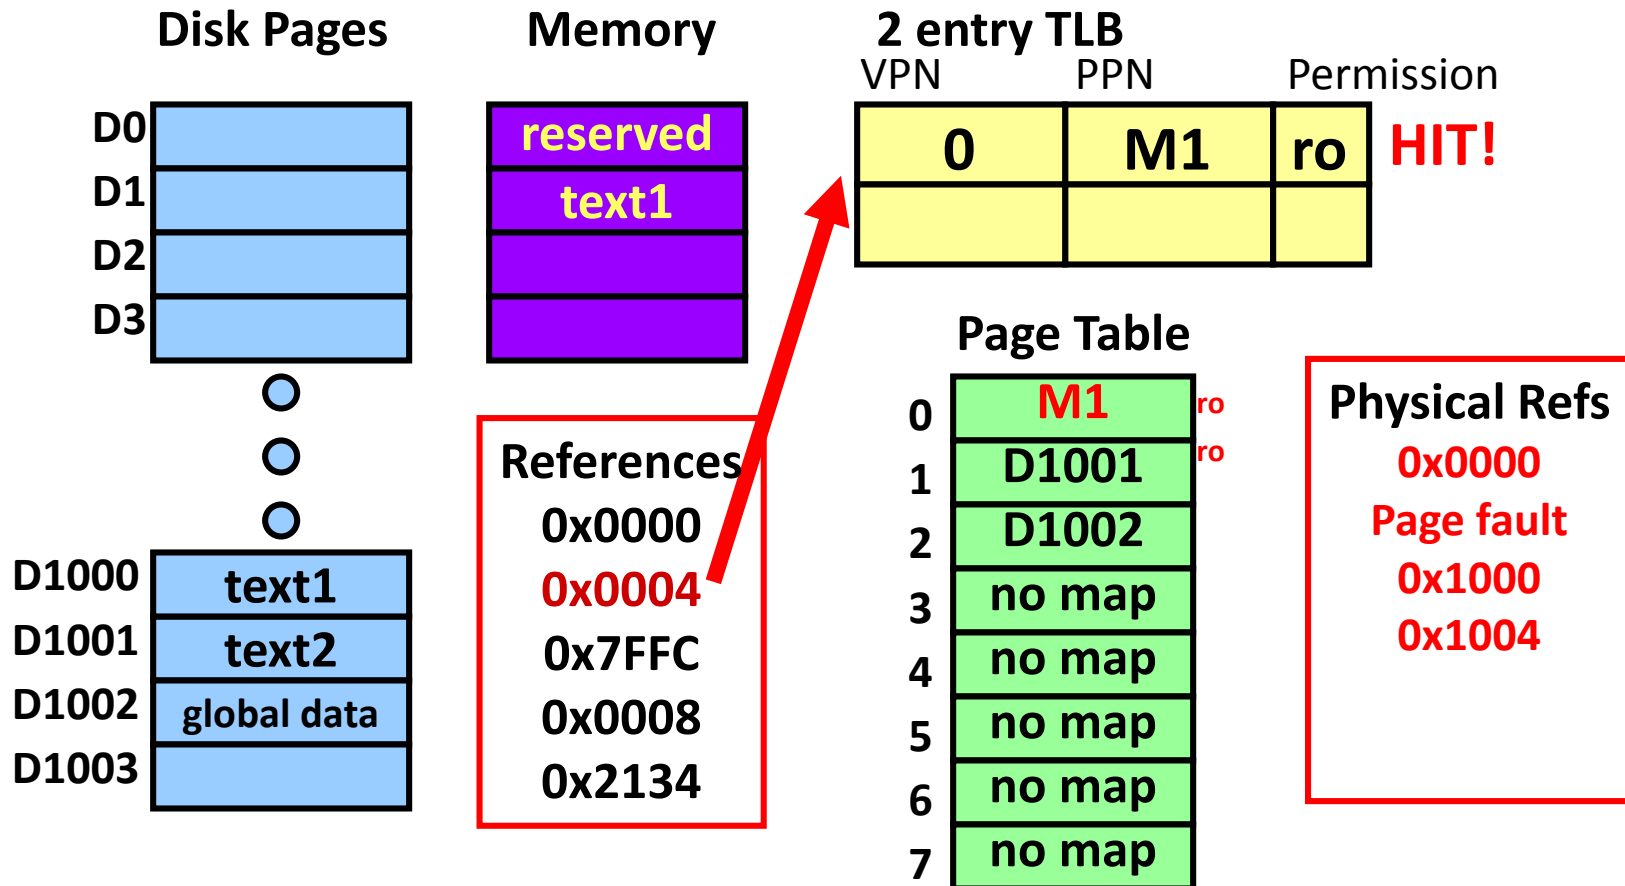 Disk Pages
Memory
2 entry TLB
VPN PPN Permission
D0
D1
D2
D3
reserved
text1
0 M1 ro HIT!
D1000 text1
D1001 text2
D1002 global data
D1003
References
0x0000
0x0004
0x7FFC
0x0008
0x2134
Page Table
0 M1 ro
1 D1001 ro
2 D1002
3 no map
4 no map
5 no map
6 no map
7 no map
Physical Refs
0x0000
Page fault
0x1000
0x1004